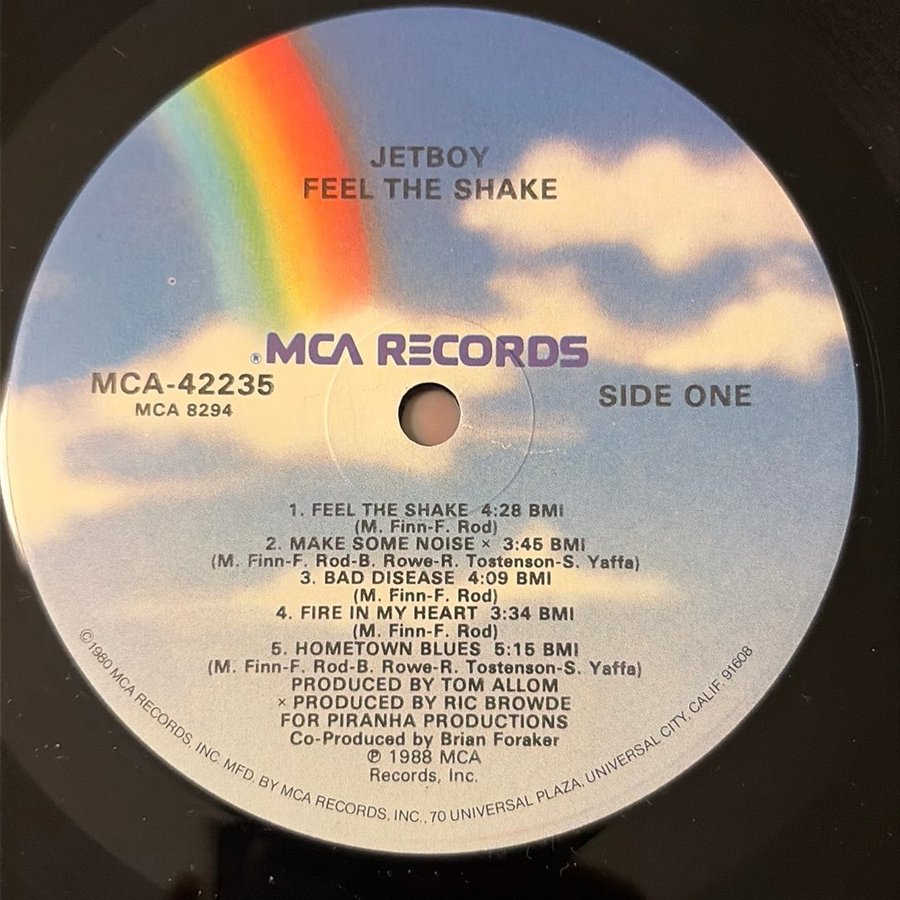 JETBOY
FEEL THE SHAKE
®MCA RECORDS
MCA-42235
MCA 8294
SIDE ONE
1. FEEL THE SHAKE 4:28 BMI
(M. Finn-F. Rod)
2. MAKE SOME NOISE × 3:45 BMI
(M. Finn-F. Rod-B. Rowe-R. Tostenson-S. Yaffa)
3. BAD DISEASE 4:09 BMI
(M. Finn-F. Rod)
4. FIRE IN MY HEART 3:34 BMI
(M. Finn-F. Rod)
5. HOMETOWN BLUES 5:15 BMI
(M. Finn-F. Rod-B. Rowe-R. Tostenson-S. Yaffa)
PRODUCED BY TOM ALLOM
× PRODUCED BY RIC BROWDE
FOR PIRANHA PRODUCTIONS
Co-Produced by Brian Foraker
℗ 1988 MCA
Records, Inc.
©1980 MCA RECORDS, INC. MFD. BY MCA RECORDS, INC., 70 UNIVERSAL PLAZA, UNIVERSAL CITY, CALIF. 91608